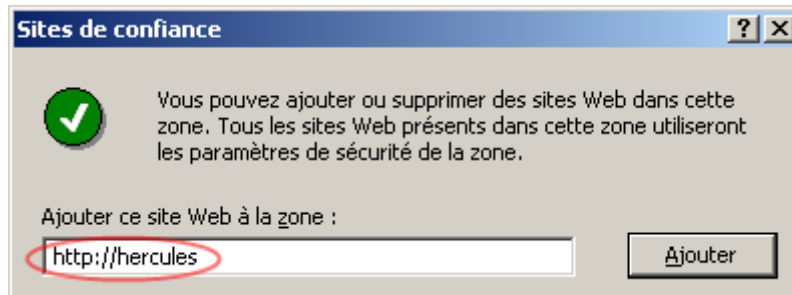 Sites de confiance
Vous pouvez ajouter ou supprimer des sites Web dans cette
zone. Tous les sites Web présents dans cette zone utiliseront
les paramètres de sécurité de la zone.
Ajouter ce site Web à la zone :
http://hercules
Ajouter